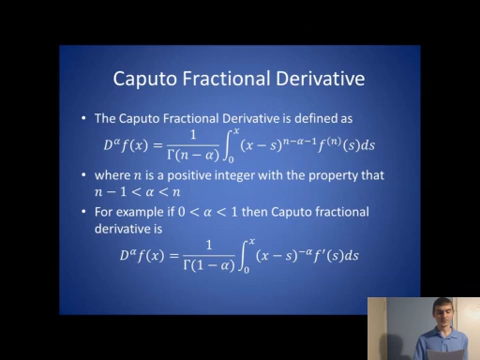 Caputo Fractional Derivative
• The Caputo Fractional Derivative is defined as
D^α f(x) = 1/Γ(n − α) ∫₀ˣ (x − s)^(n−α−1) f^(n)(s)ds
• where n is a positive integer with the property that
n − 1 < α < n
• For example if 0 < α < 1 then Caputo fractional
derivative is
D^α f(x) = 1/Γ(1 − α) ∫₀ˣ (x − s)^(−α) f′(s)ds